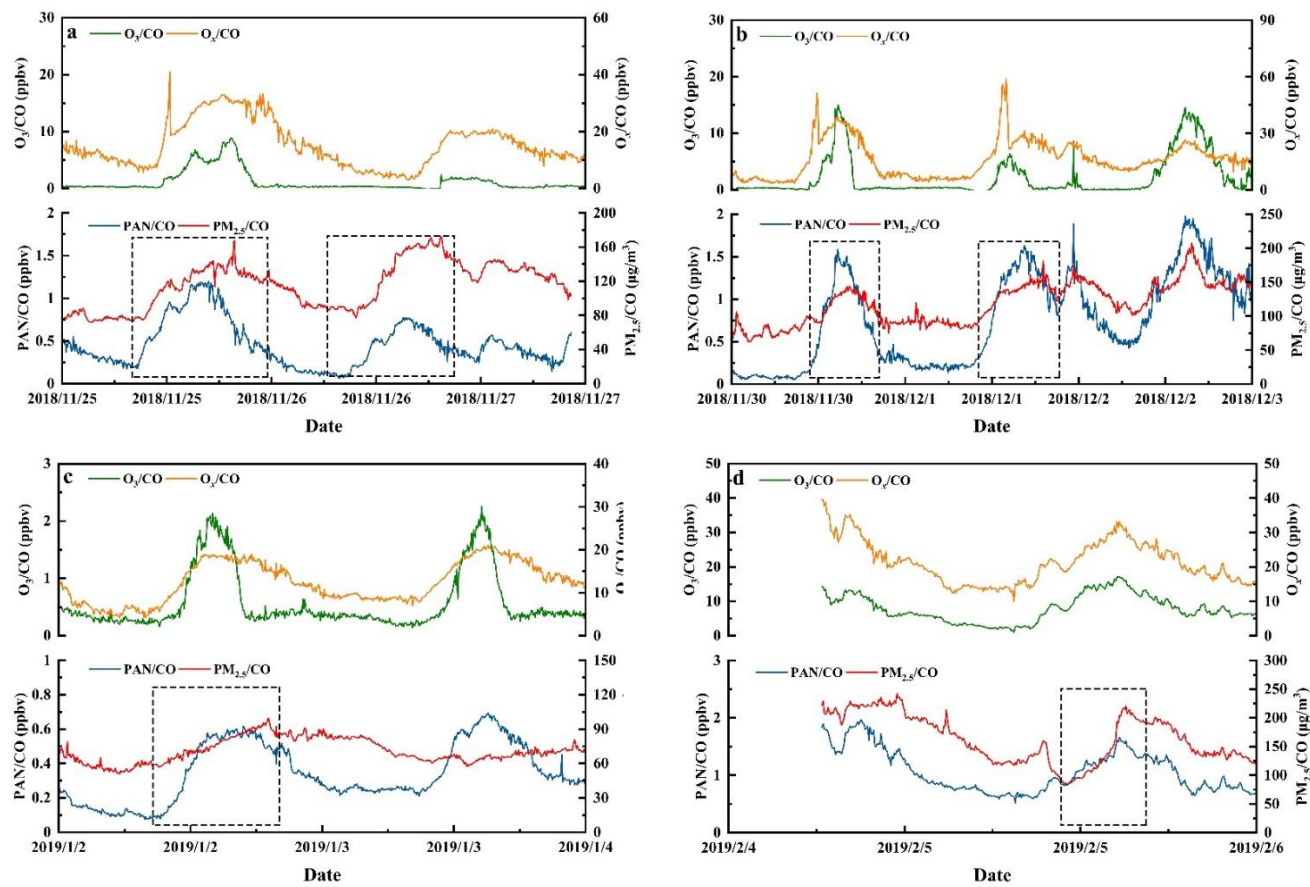 a
O3/CO Ox/CO
O3/CO (ppbv)
Ox/CO (ppbv)
30
20
10
0
60
40
20
0
PAN/CO PM2.5/CO
PAN/CO (ppbv)
PM2.5/CO (μg/m³)
2
1.5
1
0.5
0
200
160
120
80
40
0
2018/11/25 2018/11/25 2018/11/26 2018/11/26 2018/11/27 2018/11/27
Date
b
O3/CO Ox/CO
O3/CO (ppbv)
Ox/CO (ppbv)
30
20
10
0
90
60
30
0
PAN/CO PM2.5/CO
PAN/CO (ppbv)
PM2.5/CO (μg/m³)
2
1.5
1
0.5
0
250
200
150
100
50
0
2018/11/30 2018/11/30 2018/12/1 2018/12/1 2018/12/2 2018/12/2 2018/12/3
Date
c
O3/CO Ox/CO
O3/CO (ppbv)
/CO (ppbv)
3
2
1
0
40
30
20
10
0
PAN/CO PM2.5/CO
PAN/CO (ppbv)
1
0.8
0.6
0.4
0.2
0
150
120
90
60
30
0
2019/1/2 2019/1/2 2019/1/3 2019/1/3 2019/1/4
Date
d
O3/CO Ox/CO
O3/CO (ppbv)
Ox/CO (ppbv)
50
40
30
20
10
0
50
40
30
20
10
0
PAN/CO PM2.5/CO
PAN/CO (ppbv)
PM2.5/CO (μg/m³)
3
2
1
0
300
250
200
150
100
50
0
2019/2/4 2019/2/5 2019/2/5 2019/2/6
Date